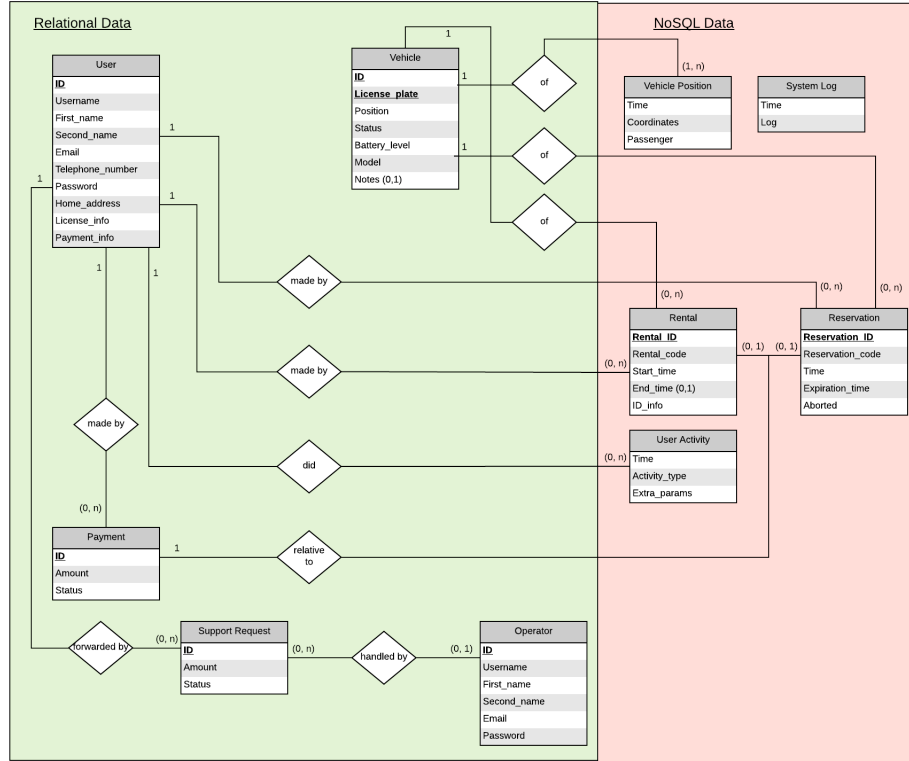 Relational Data
NoSQL Data
User
ID
Username
First_name
Second_name
Email
Telephone_number
Password
Home_address
License_info
Payment_info
1
1
1
1
1
Vehicle
ID
License_plate
Position
Status
Battery_level
Model
Notes (0,1)
1
1
1
of
of
of
(1, n)
Vehicle Position
Time
Coordinates
Passenger
System Log
Time
Log
made by
(0, n)
(0, n)
(0, n)
Rental
Rental_ID
Rental_code
Start_time
End_time (0,1)
ID_info
(0, 1)
(0, 1)
Reservation
Reservation_ID
Reservation_code
Time
Expiration_time
Aborted
made by
(0, n)
made by
(0, n)
did
(0, n)
User Activity
Time
Activity_type
Extra_params
Payment
ID
Amount
Status
1
relative
to
forwarded by
(0, n)
Support Request
ID
Amount
Status
(0, n)
handled by
(0, 1)
Operator
ID
Username
First_name
Second_name
Email
Password